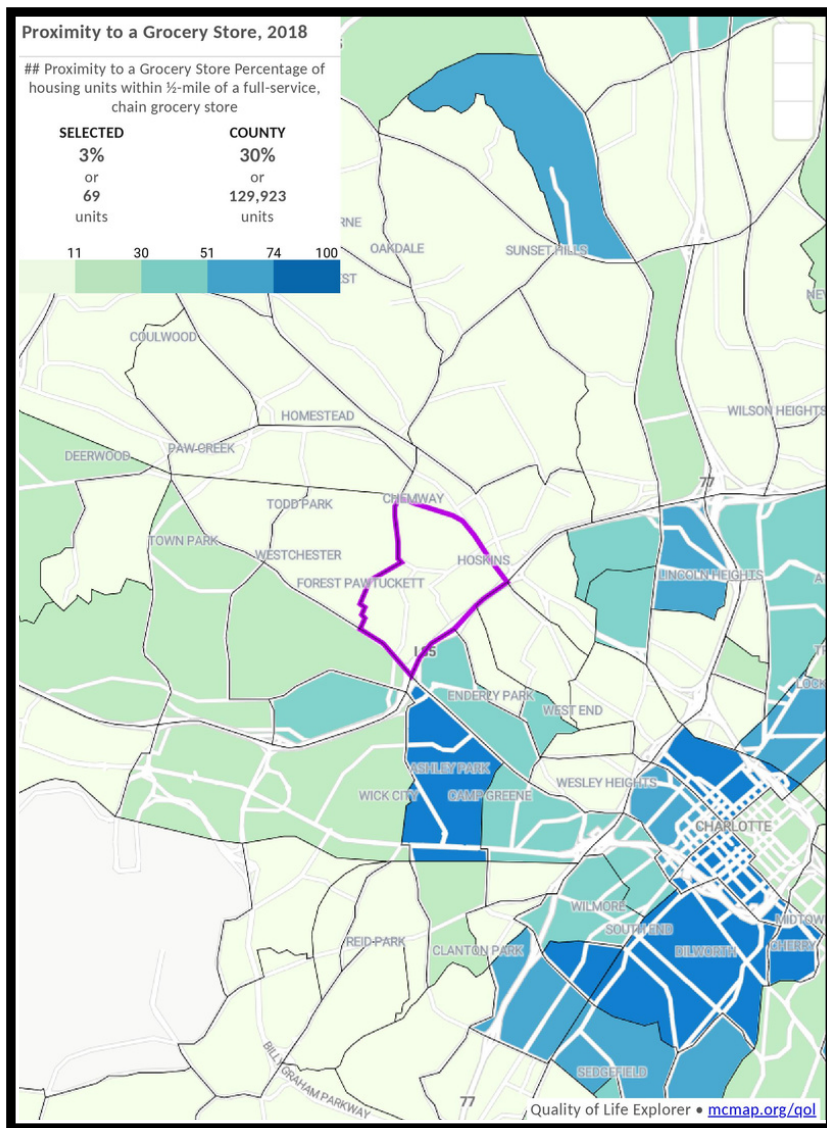 Proximity to a Grocery Store, 2018
## Proximity to a Grocery Store Percentage of
housing units within ½-mile of a full-service,
chain grocery store
SELECTED COUNTY
3% 30%
or or
69 129,923
units units
11 30 51 74 100
OAKDALE
SUNSET HILLS
COULWOOD
HOMESTEAD
WILSON HEIGHTS
PAW CREEK
DEERWOOD
77
CHEMWAY
TODD PARK
TOWN PARK
WESTCHESTER
HOSKINS
FOREST PAWTUCKETT
LINCOLN HEIGHTS
I-85
ENDERLY PARK
WEST END
ASHLEY PARK
WESLEY HEIGHTS
WICK CITY
CAMP GREENE
CHARLOTTE
WILMORE
SOUTH END
CHERRY
REID PARK
CLANTON PARK
DILWORTH
SEDGEFIELD
BILLY GRAHAM PARKWAY
77
Quality of Life Explorer • mcmap.org/qol